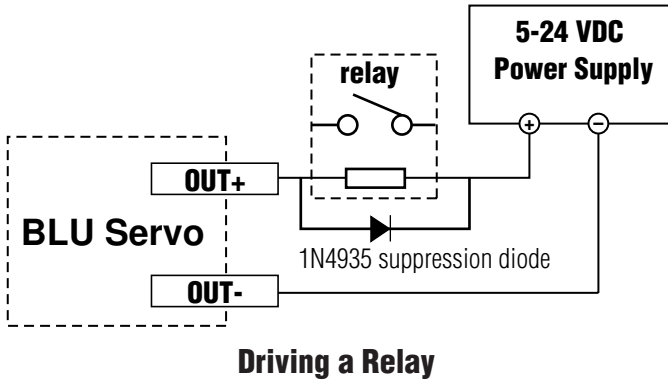 5-24 VDC
Power Supply
relay
+ −
OUT+
BLU Servo
1N4935 suppression diode
OUT-
Driving a Relay